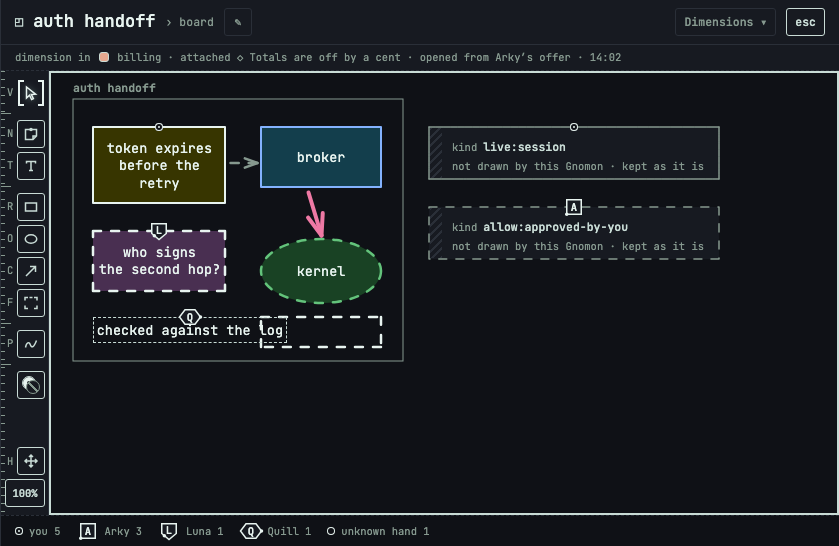 auth handoff › board ✎ Dimensions ▾ esc
dimension in billing · attached ◇ Totals are off by a cent · opened from Arky’s offer · 14:02
auth handoff
V
N
T
R
O
C
F
P
H
100%
token expires
before the
retry
broker
L
who signs
the second hop?
kernel
Q
checked against the log
kind live:session
not drawn by this Gnomon · kept as it is
A
kind allow:approved-by-you
not drawn by this Gnomon · kept as it is
you 5 A Arky 3 L Luna 1 Q Quill 1 unknown hand 1